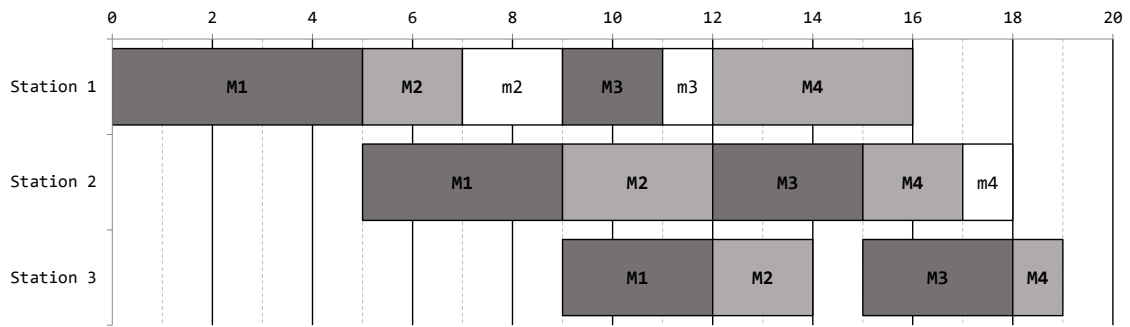 0 2 4 6 8 10 12 14 16 18 20
Station 1 M1 M2 m2 M3 m3 M4
Station 2 M1 M2 M3 M4 m4
Station 3 M1 M2 M3 M4